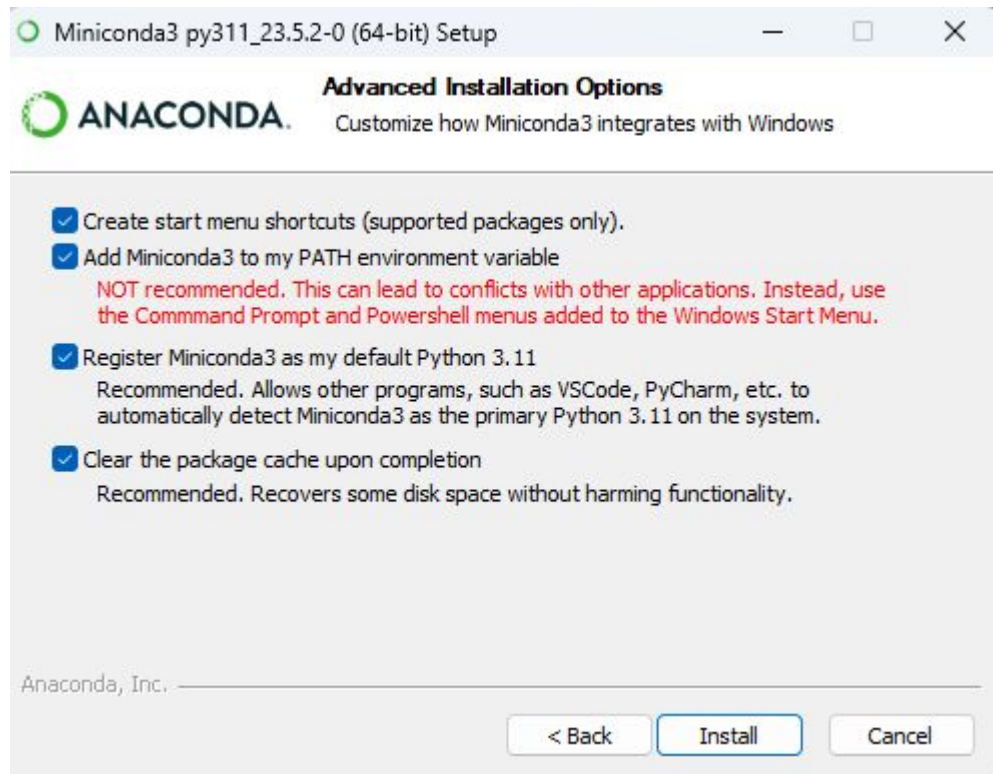 Miniconda3 py311_23.5.2-0 (64-bit) Setup
ANACONDA.
Advanced Installation Options
Customize how Miniconda3 integrates with Windows
Create start menu shortcuts (supported packages only).
Add Miniconda3 to my PATH environment variable
NOT recommended. This can lead to conflicts with other applications. Instead, use
the Commmand Prompt and Powershell menus added to the Windows Start Menu.
Register Miniconda3 as my default Python 3.11
Recommended. Allows other programs, such as VSCode, PyCharm, etc. to
automatically detect Miniconda3 as the primary Python 3.11 on the system.
Clear the package cache upon completion
Recommended. Recovers some disk space without harming functionality.
Anaconda, Inc.
< Back
Install
Cancel